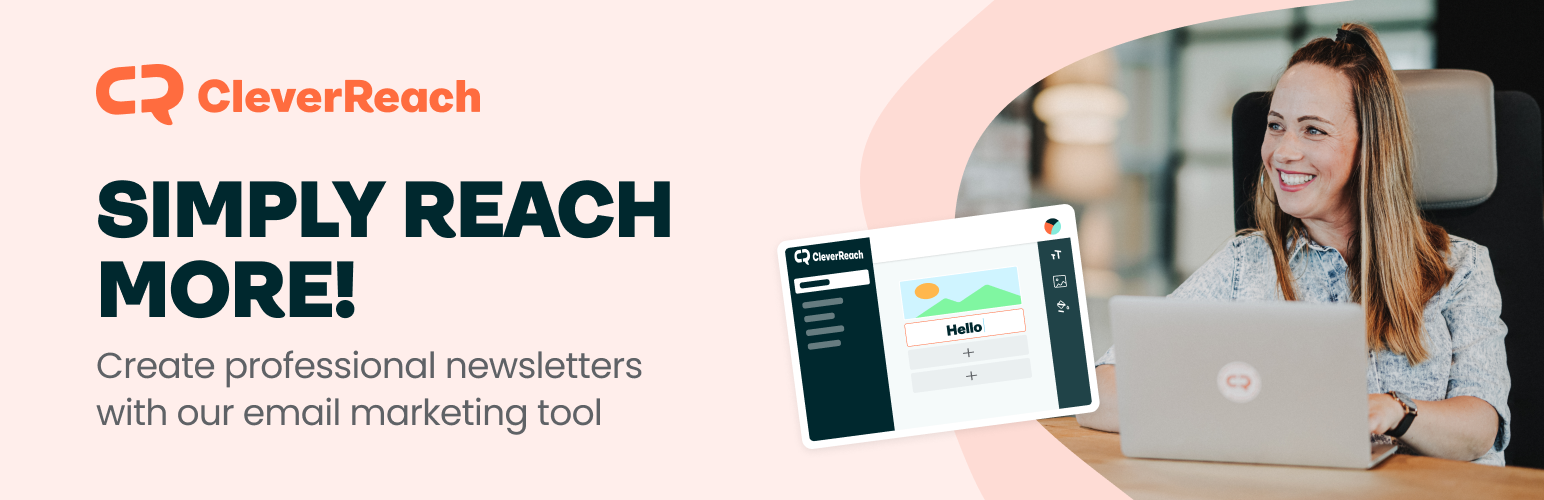 CleverReach
SIMPLY REACH
MORE!
Create professional newsletters
with our email marketing tool
CleverReach
Hello